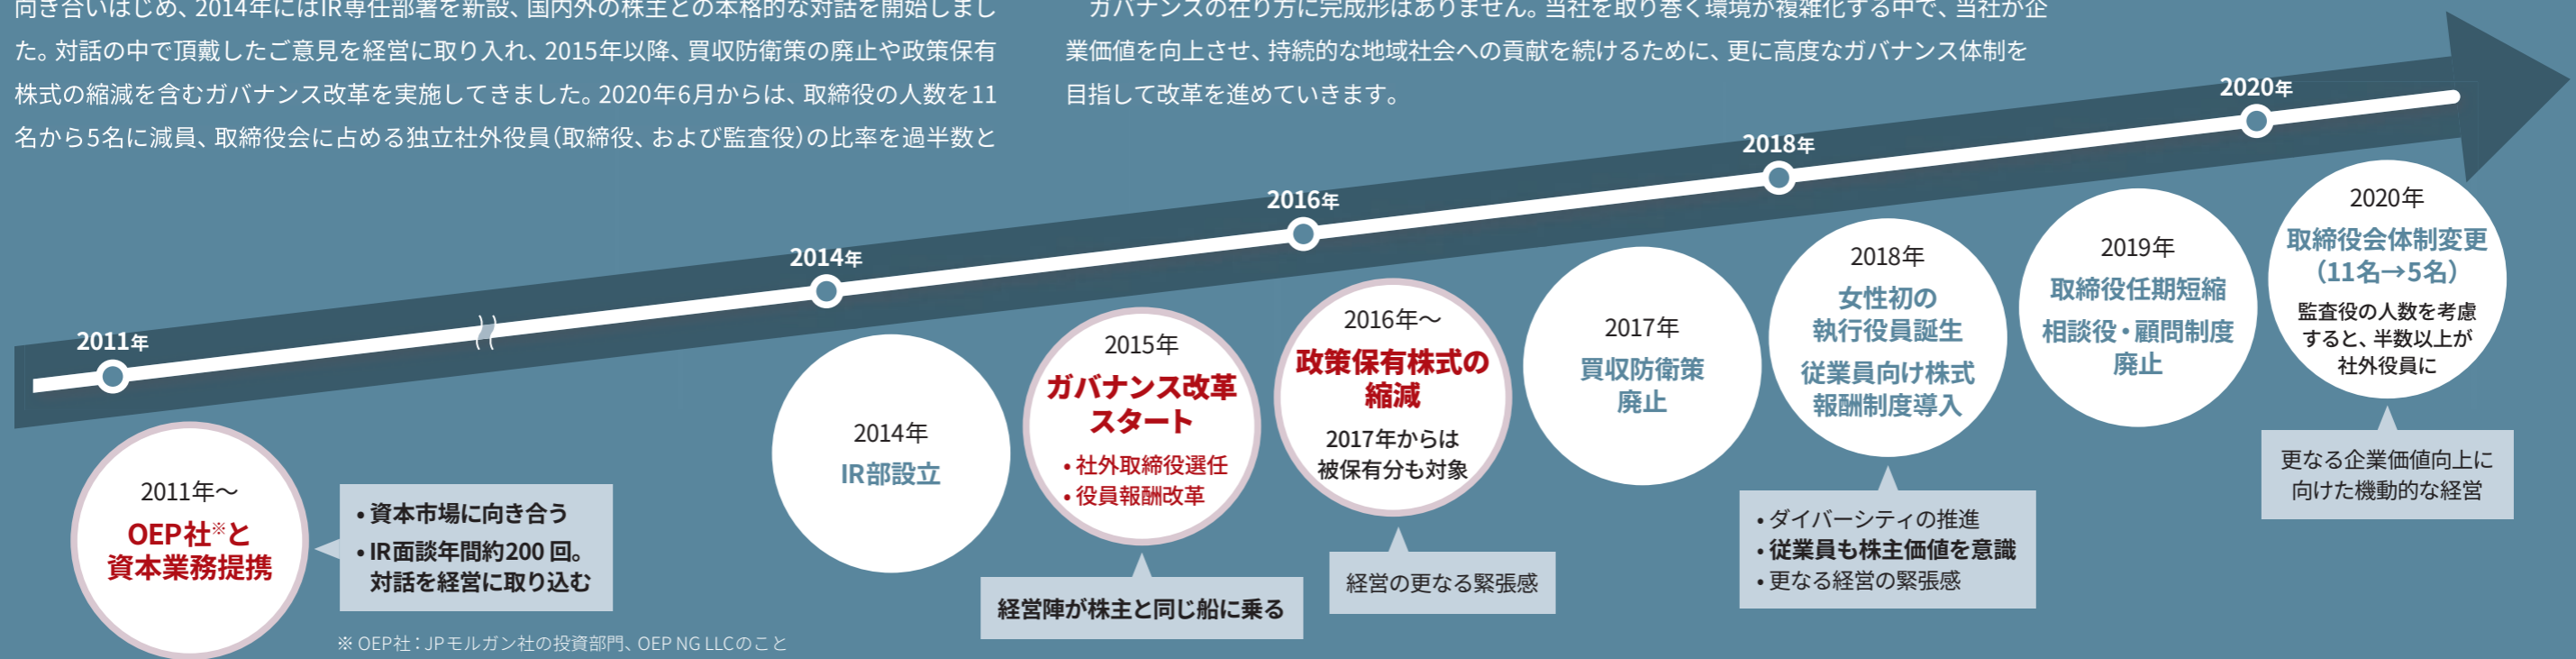 向き合いはじめ、2014年にはIR専任部署を新設、国内外の株主との本格的な対話を開始しまし
た。対話の中で頂戴したご意見を経営に取り入れ、2015年以降、買収防衛策の廃止や政策保有
株式の縮減を含むガバナンス改革を実施してきました。2020年6月からは、取締役の人数を11
名から5名に減員、取締役会に占める独立社外役員(取締役、および監査役)の比率を過半数と
ガバナンスの在り方に完成形はありません。当社を取り巻く環境が複雑化する中で、当社が企
業価値を向上させ、持続的な地域社会への貢献を続けるために、更に高度なガバナンス体制を
目指して改革を進めていきます。
2011年
2014年
2016年
2018年
2020年
2011年〜
OEP社※と
資本業務提携
• 資本市場に向き合う
• IR面談年間約200 回。
対話を経営に取り込む
※ OEP社：JPモルガン社の投資部門、OEP NG LLCのこと
2014年
IR部設立
2015年
ガバナンス改革
スタート
• 社外取締役選任
• 役員報酬改革
経営陣が株主と同じ船に乗る
2016年〜
政策保有株式の
縮減
2017年からは
被保有分も対象
経営の更なる緊張感
2017年
買収防衛策
廃止
2018年
女性初の
執行役員誕生
従業員向け株式
報酬制度導入
• ダイバーシティの推進
• 従業員も株主価値を意識
• 更なる経営の緊張感
2019年
取締役任期短縮
相談役・顧問制度
廃止
2020年
取締役会体制変更
（11名→5名）
監査役の人数を考慮
すると、半数以上が
社外役員に
更なる企業価値向上に
向けた機動的な経営